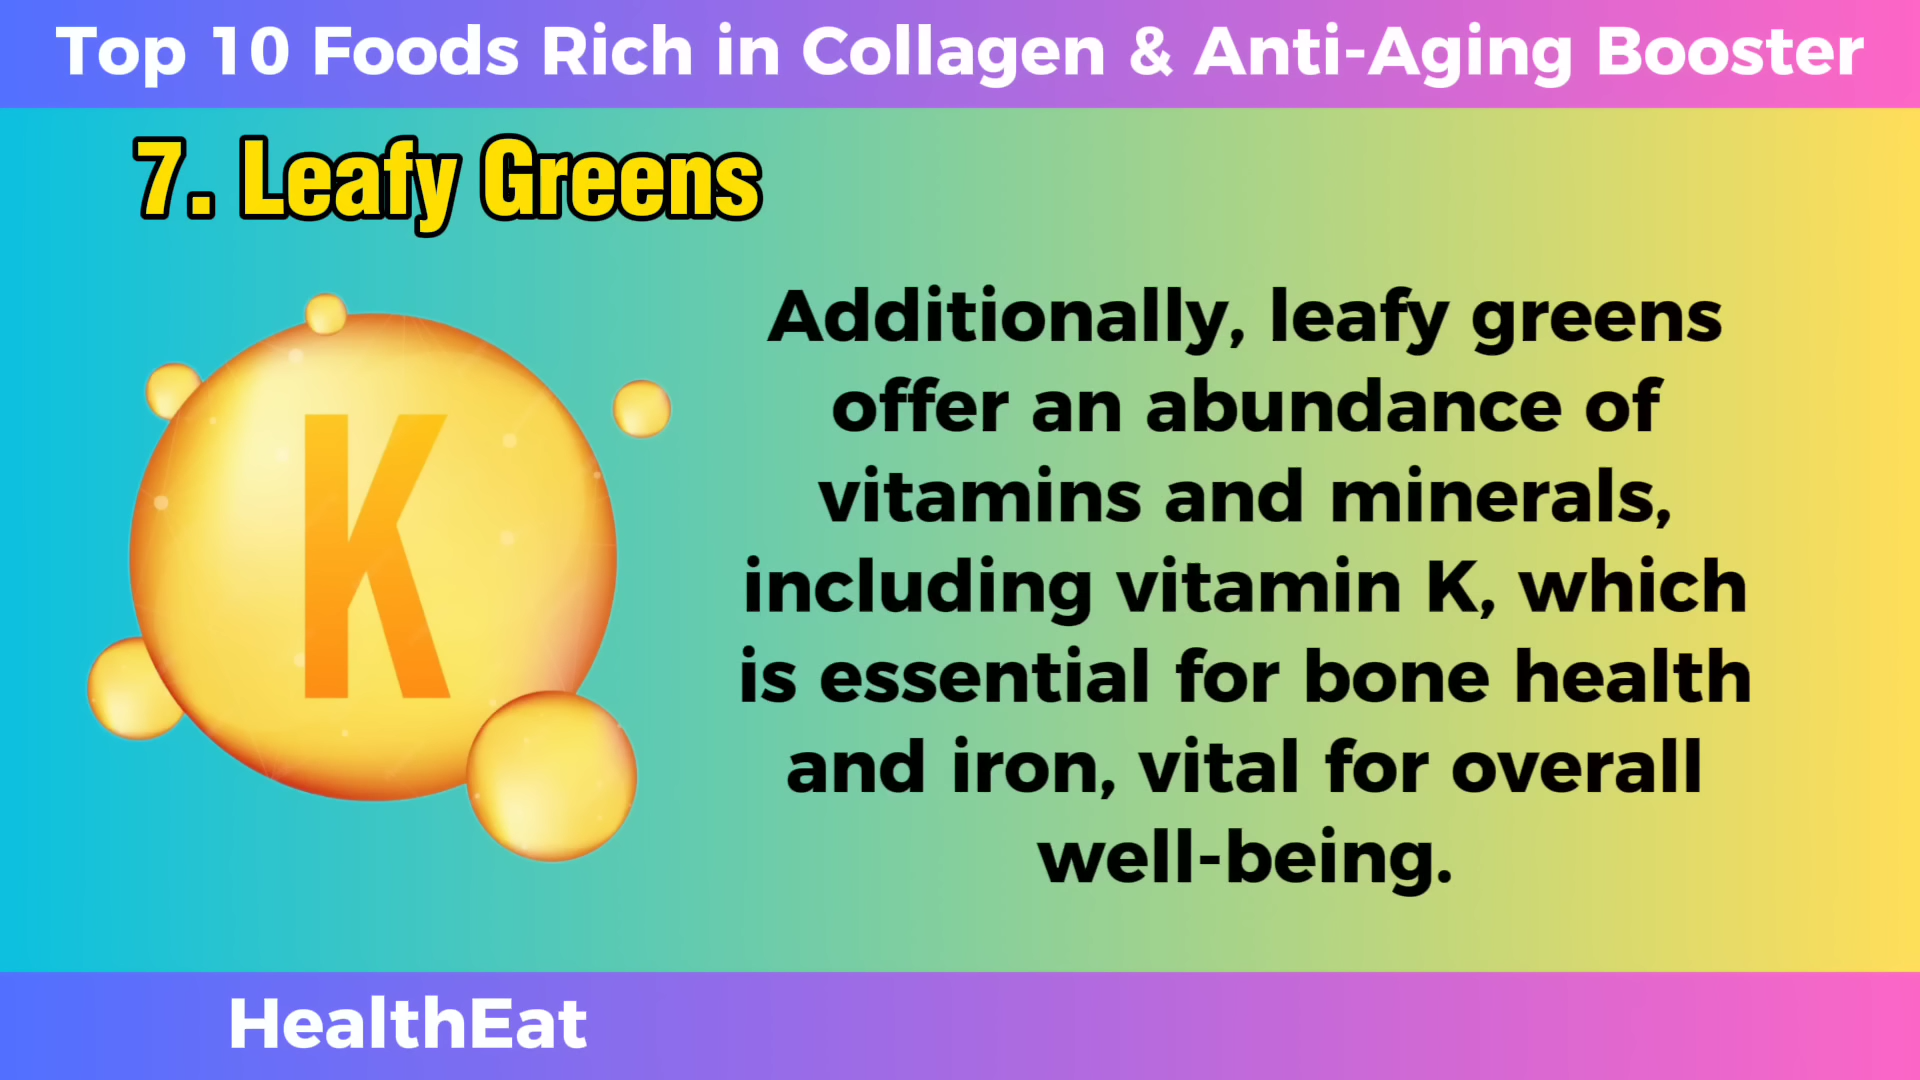 Top 10 Foods Rich in Collagen & Anti-Aging Booster
7. Leafy Greens
K
Additionally, leafy greens
offer an abundance of
vitamins and minerals,
including vitamin K, which
is essential for bone health
and iron, vital for overall
well-being.
HealthEat